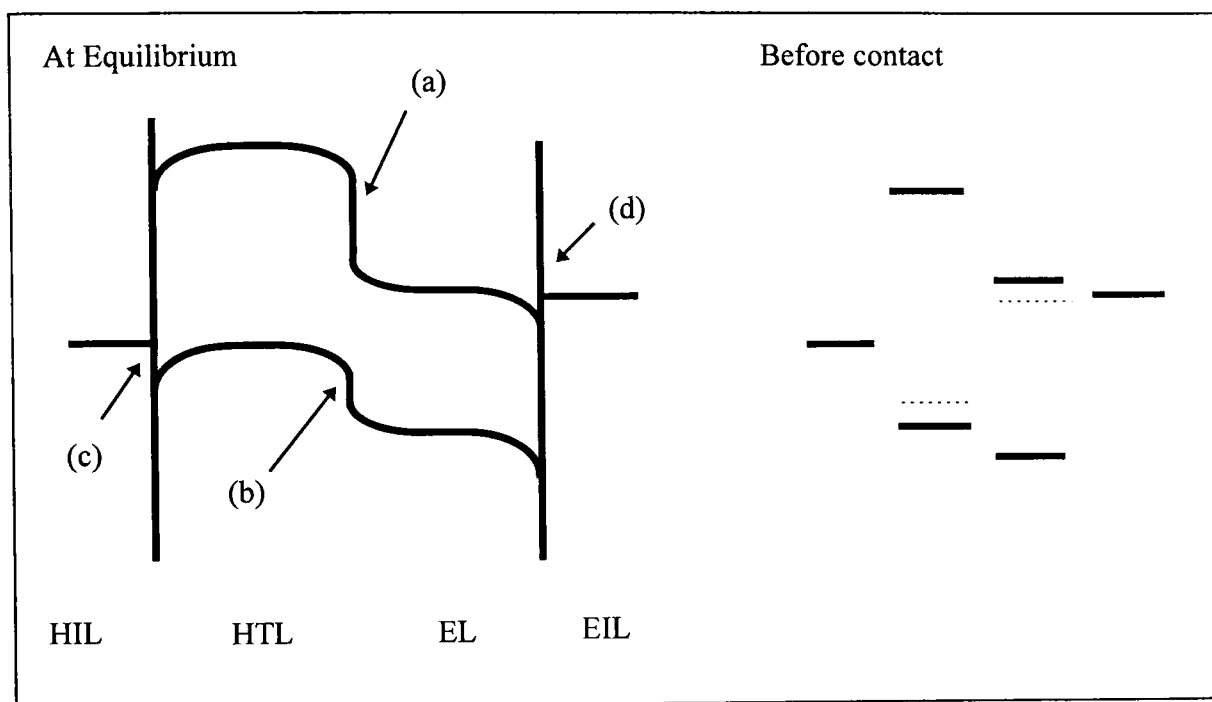 At Equilibrium
Before contact
(a)
(d)
(c)
(b)
HIL HTL EL EIL